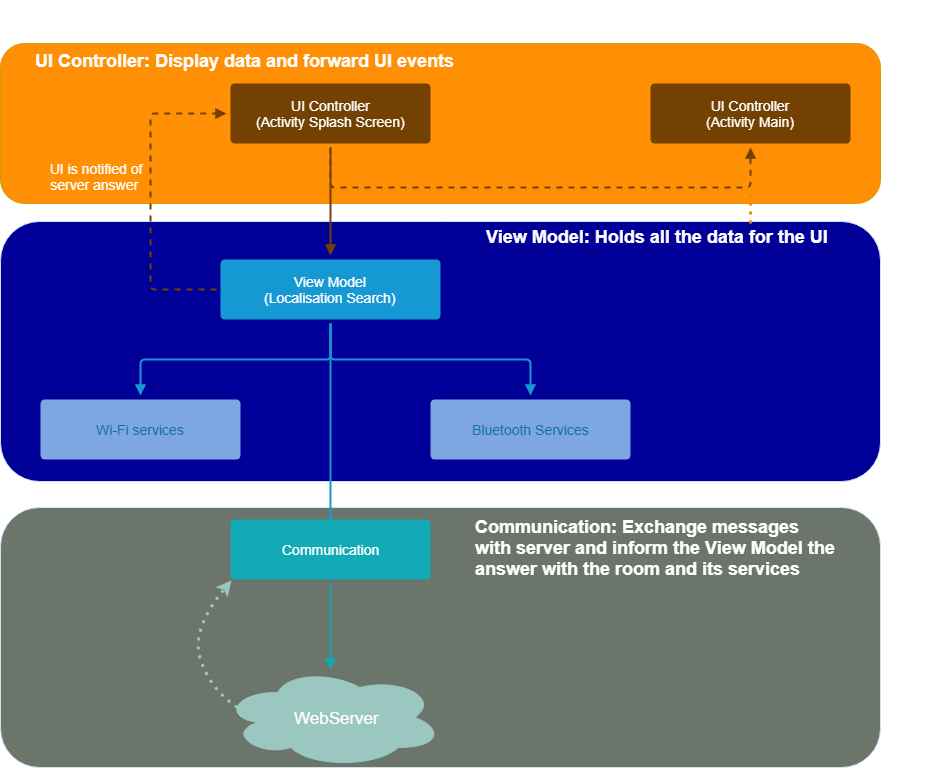 UI Controller: Display data and forward UI events
UI Controller
(Activity Splash Screen)
UI Controller
(Activity Main)
UI is notified of
server answer
View Model: Holds all the data for the UI
View Model
(Localisation Search)
Wi-Fi services
Bluetooth Services
Communication: Exchange messages
with server and inform the View Model the
answer with the room and its services
Communication
WebServer